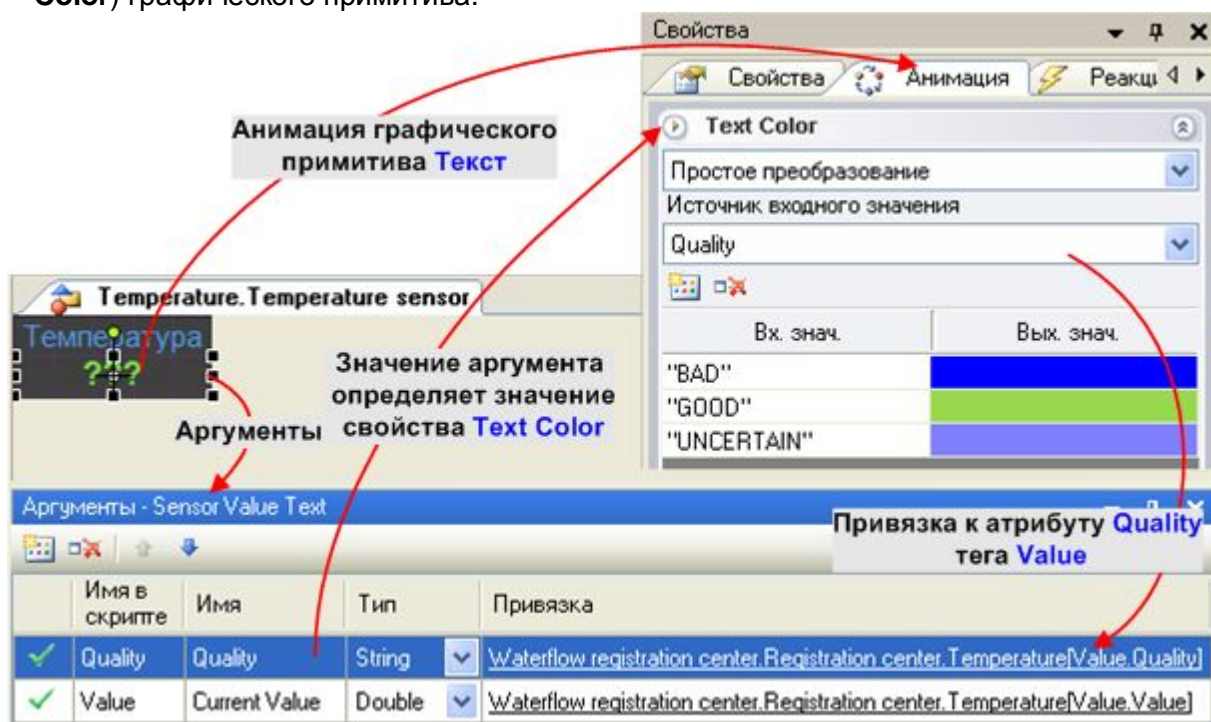 Color) графического примитива.
Свойства
Свойства Анимация Реакц
Text Color
Простое преобразование
Источник входного значения
Quality
Вх. знач. Вых. знач.
"BAD"
"GOOD"
"UNCERTAIN"
Анимация графического
примитива Текст
Temperature.Temperature sensor
Температура
???
Аргументы
Значение аргумента
определяет значение
свойства Text Color
Аргументы - Sensor Value Text
Привязка к атрибуту Quality
тега Value
Имя в
скрипте Имя Тип Привязка
Quality Quality String Waterflow registration center.Registration center.Temperature[Value.Quality]
Value Current Value Double Waterflow registration center.Registration center.Temperature[Value.Value]